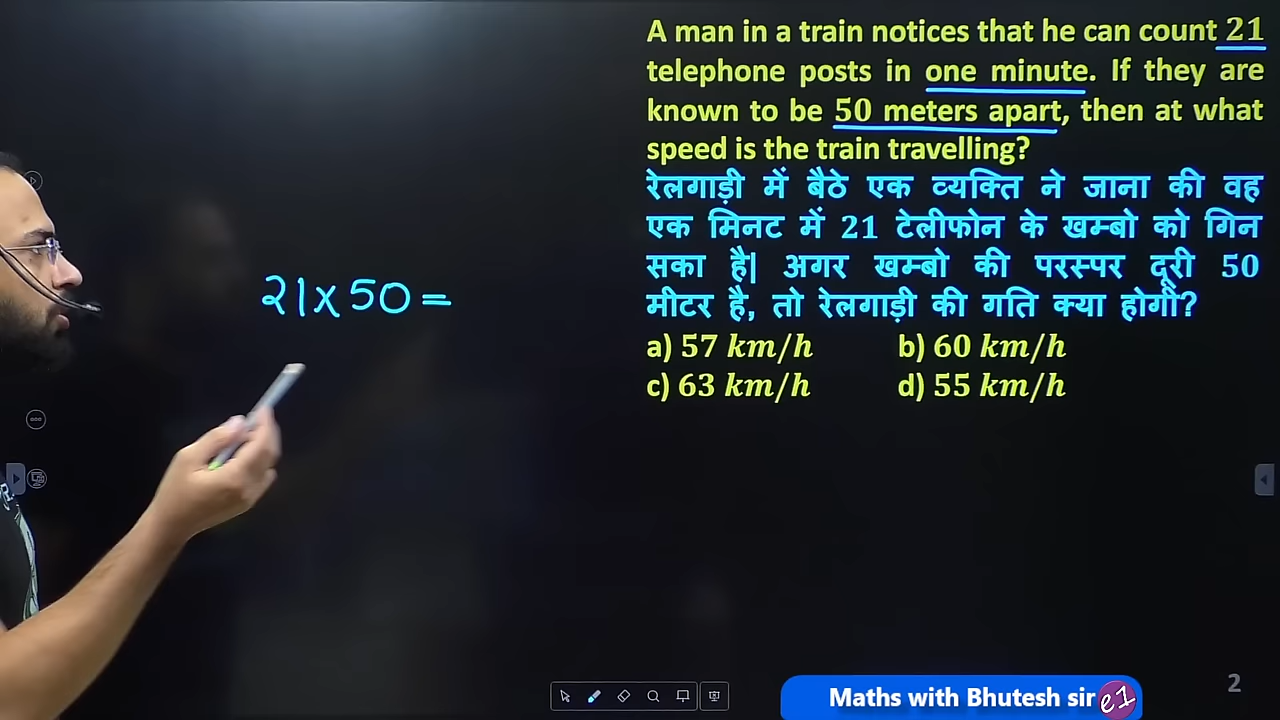 A man in a train notices that he can count 21
telephone posts in one minute. If they are
known to be 50 meters apart, then at what
speed is the train travelling?
रेलगाड़ी में बैठे एक व्यक्ति ने जाना की वह
एक मिनट में 21 टेलीफोन के खम्बो को गिन
सका है| अगर खम्बो की परस्पर दूरी 50
मीटर है, तो रेलगाड़ी की गति क्या होगी?
a) 57 km/h b) 60 km/h
c) 63 km/h d) 55 km/h
21x50=
Maths with Bhutesh sir e1
2